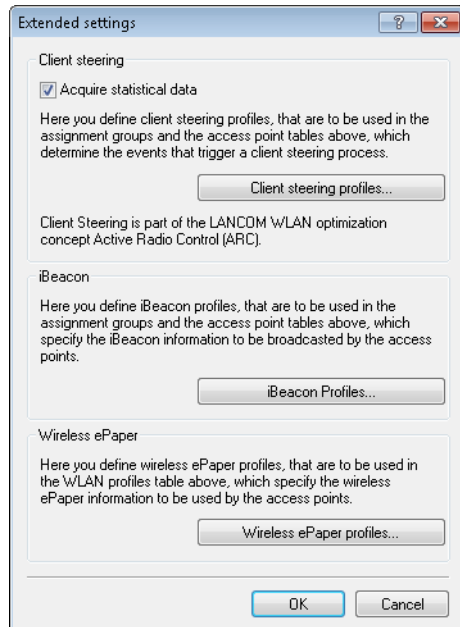 Extended settings
?
Client steering
Acquire statistical data
Here you define client steering profiles, that are to be used in the
assignment groups and the access point tables above, which
determine the events that trigger a client steering process.
Client steering profiles...
Client Steering is part of the LANCOM WLAN optimization
concept Active Radio Control (ARC).
iBeacon
Here you define iBeacon profiles, that are to be used in the
assignment groups and the access point tables above, which
specify the iBeacon information to be broadcasted by the access
points.
iBeacon Profiles...
Wireless ePaper
Here you define wireless ePaper profiles, that are to be used in
the WLAN profiles table above, which specify the wireless
ePaper information to be used by the access points.
Wireless ePaper profiles...
OK
Cancel